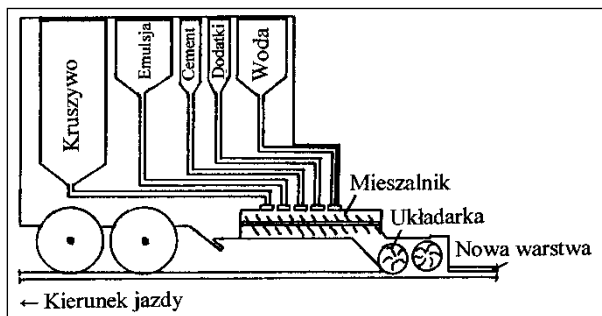 Kruszywo
Emulsja
Cement
Dodatki
Woda
Mieszalnik
Układarka
Nowa warstwa
← Kierunek jazdy